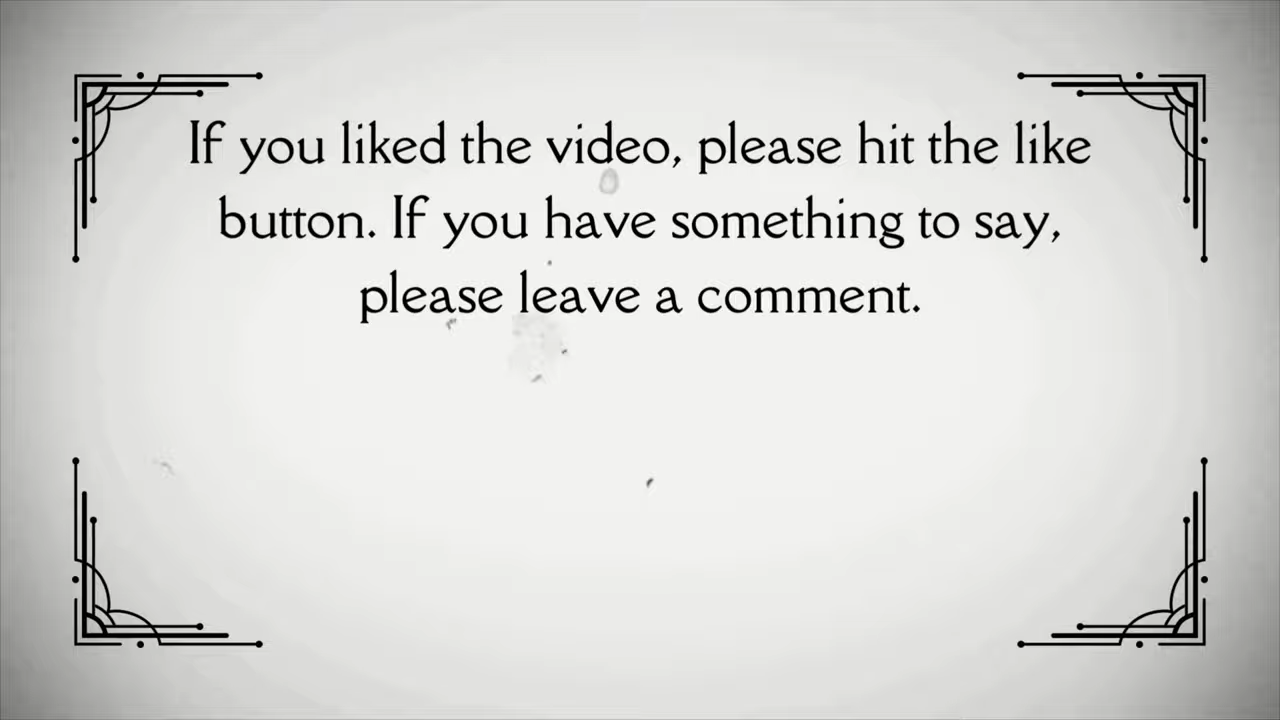 If you liked the video, please hit the like
button. If you have something to say,
please leave a comment.